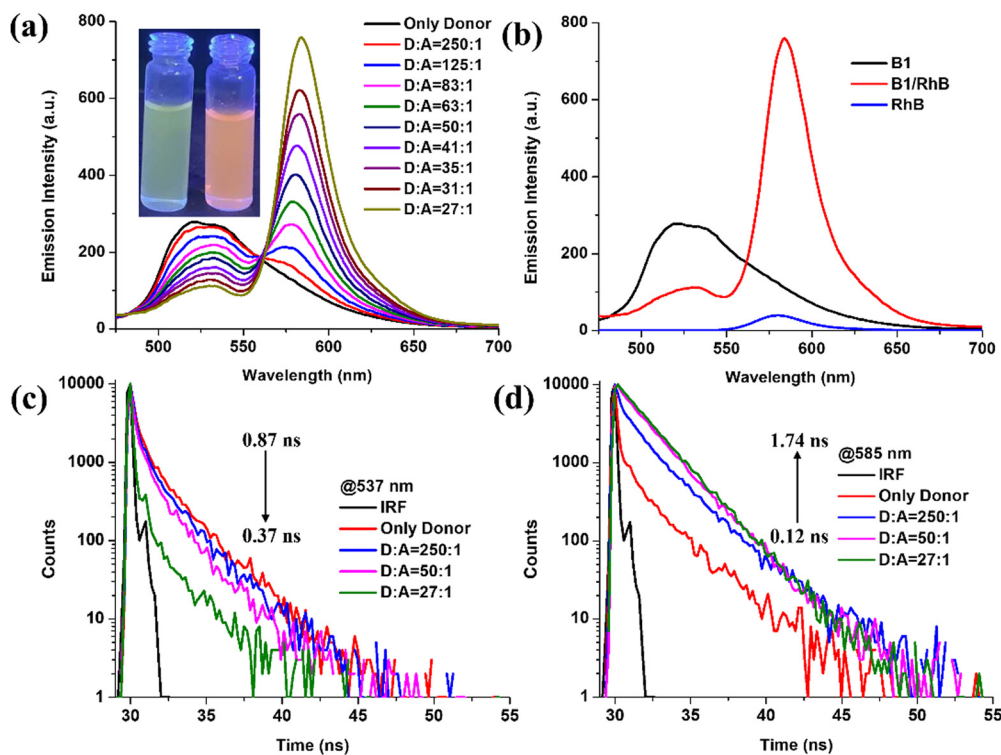 (a)
Emission Intensity (a.u.)
800
600
400
200
0
500
550
600
650
700
Wavelength (nm)
Only Donor
D:A=250:1
D:A=125:1
D:A=83:1
D:A=63:1
D:A=50:1
D:A=41:1
D:A=35:1
D:A=31:1
D:A=27:1
(b)
Emission Intensity (a.u.)
800
600
400
200
0
500
550
600
650
700
Wavelength (nm)
B1
B1/RhB
RhB
(c)
Counts
10000
1000
100
10
1
30
35
40
45
50
55
Time (ns)
0.87 ns
0.37 ns
@537 nm
IRF
Only Donor
D:A=250:1
D:A=50:1
D:A=27:1
(d)
Counts
10000
1000
100
10
1
30
35
40
45
50
55
Time (ns)
1.74 ns
0.12 ns
@585 nm
IRF
Only Donor
D:A=250:1
D:A=50:1
D:A=27:1